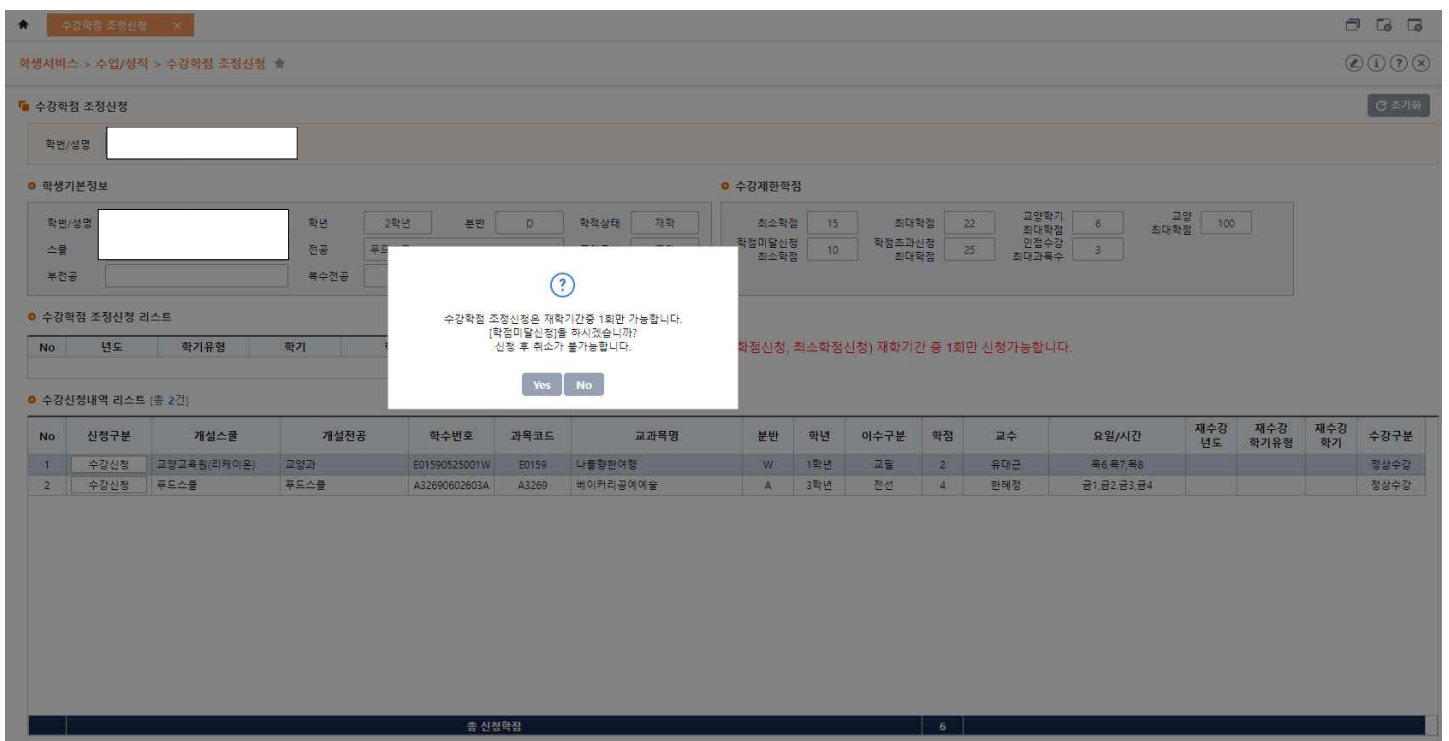 수강학점 조정신청 ×
학생서비스 > 수업/성적 > 수강학점 조정신청
수강학점 조정신청
초기화
학번/성명
학생기본정보
수강제한학점
학번/성명 학년 2학년 분반 D 학적상태 재학
스쿨 전공
부전공 복수전공
최소학점 15 최대학점 22 교양학기 최대학점 6 교양 최대학점 100
학점미달신청 최소학점 10 학점초과신청 최대학점 25 인접수강 최대과목수 3
수강학점 조정신청은 재학기간중 1회만 가능합니다.
[학점미달신청]을 하시겠습니까?
신청 후 취소가 불가능합니다.
Yes No
수강학점 조정신청 리스트
No 년도 학기유형 학기
학점신청, 최소학점신청) 재학기간 중 1회만 신청가능합니다.
수강신청내역 리스트 [총 2건]
No 신청구분 개설스쿨 개설전공 학수번호 과목코드 교과목명 분반 학년 이수구분 학점 교수 요일/시간 재수강 년도 재수강 학기유형 재수강 학기 수강구분
1 수강신청 교양교육원(리케이온) 교양과 E01590525001W E0159 나를향한여행 W 1학년 교필 2 유대근 목6,목7,목8 정상수강
2 수강신청 푸드스쿨 푸드스쿨 A32690602603A A3269 베이커리공예예술 A 3학년 전선 4 한혜정 금1,금2,금3,금4 정상수강
총 신청학점 6